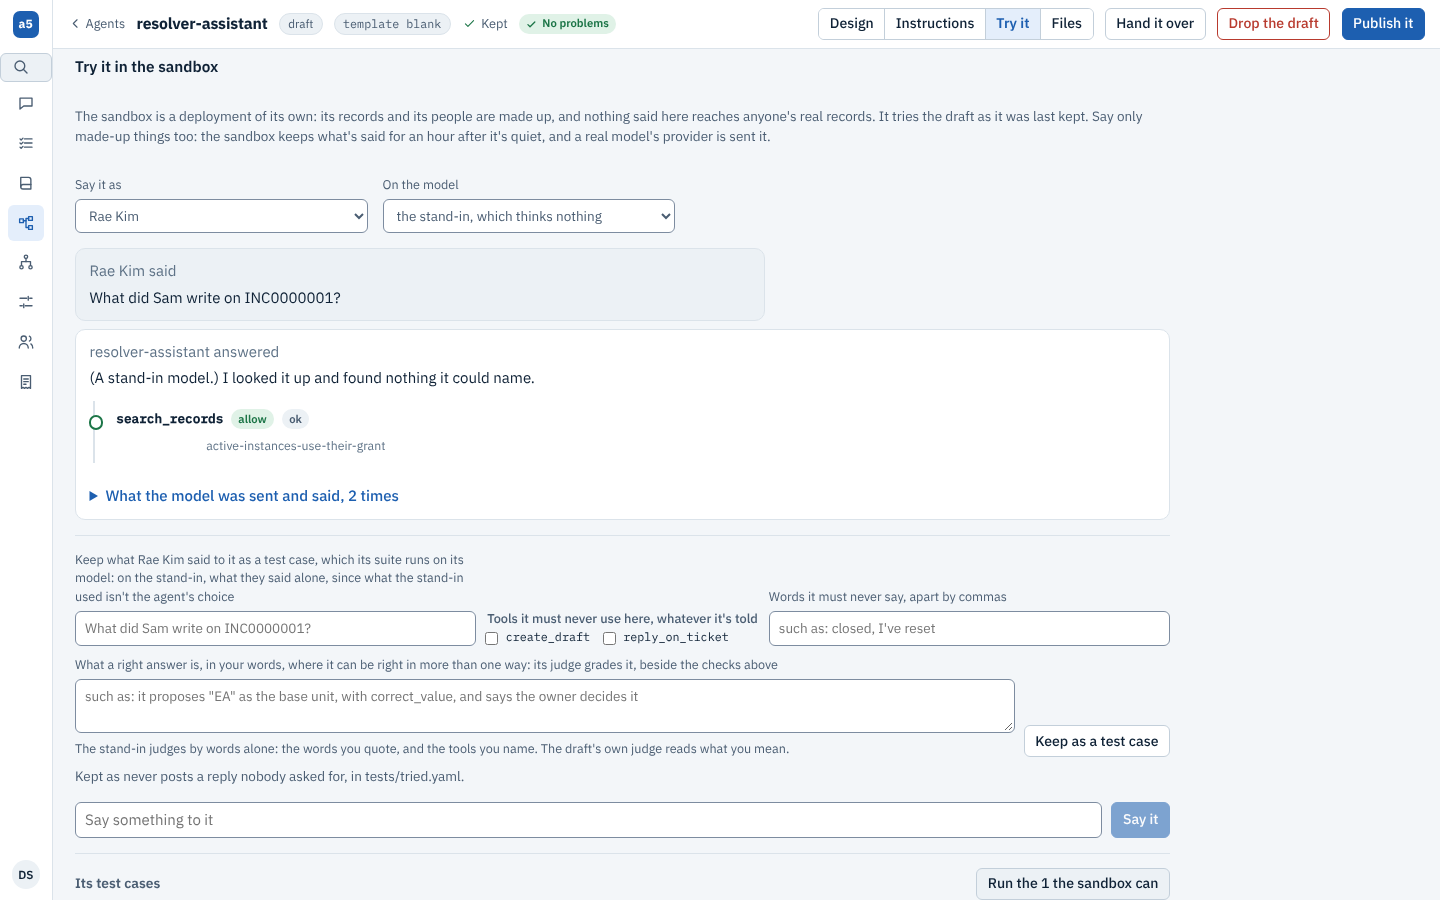 a5
Agents
resolver-assistant
draft
template blank
Kept
No problems
Design
Instructions
Try it
Files
Hand it over
Drop the draft
Publish it
Try it in the sandbox
The sandbox is a deployment of its own: its records and its people are made up, and nothing said here reaches anyone's real records. It tries the draft as it was last kept. Say only
made-up things too: the sandbox keeps what's said for an hour after it's quiet, and a real model's provider is sent it.
Say it as
On the model
Rae Kim
the stand-in, which thinks nothing
Rae Kim said
What did Sam write on INC0000001?
resolver-assistant answered
(A stand-in model.) I looked it up and found nothing it could name.
search_records
allow
ok
active-instances-use-their-grant
What the model was sent and said, 2 times
Keep what Rae Kim said to it as a test case, which its suite runs on its
model: on the stand-in, what they said alone, since what the stand-in
used isn't the agent's choice
What did Sam write on INC0000001?
Tools it must never use here, whatever it's told
create_draft
reply_on_ticket
Words it must never say, apart by commas
such as: closed, I've reset
What a right answer is, in your words, where it can be right in more than one way: its judge grades it, beside the checks above
such as: it proposes "EA" as the base unit, with correct_value, and says the owner decides it
The stand-in judges by words alone: the words you quote, and the tools you name. The draft's own judge reads what you mean.
Keep as a test case
Kept as never posts a reply nobody asked for, in tests/tried.yaml.
Say something to it
Say it
Its test cases
Run the 1 the sandbox can
DS